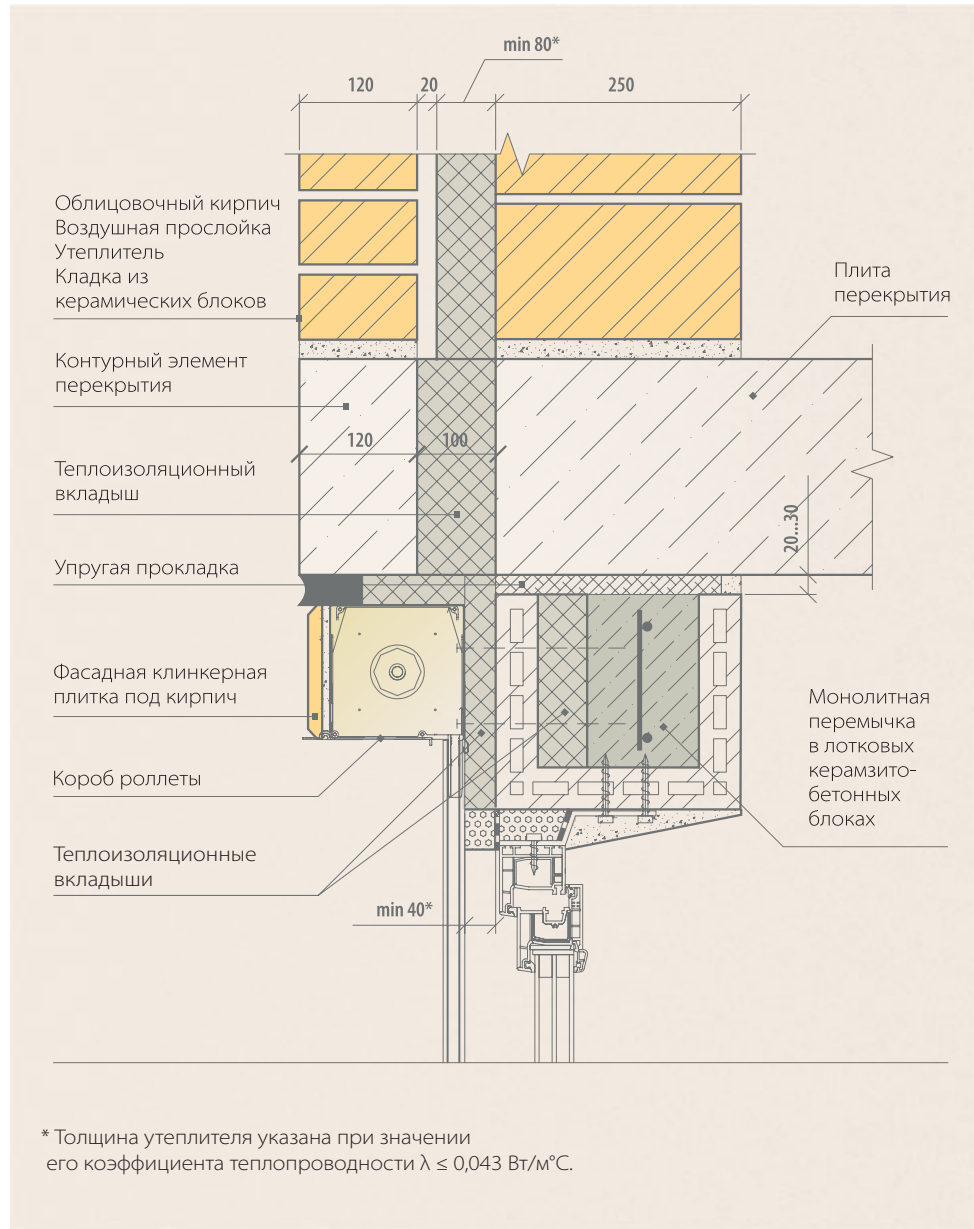 min 80*
120
20
250
Облицовочный кирпич
Воздушная прослойка
Утеплитель
Кладка из
керамических блоков
Плита
перекрытия
Контурный элемент
перекрытия
120
100
Теплоизоляционный
вкладыш
20...30
Упругая прокладка
Фасадная клинкерная
плитка под кирпич
Монолитная
перемычка
в лотковых
керамзито-
бетонных
блоках
Короб роллеты
Теплоизоляционные
вкладыши
min 40*
* Толщина утеплителя указана при значении
его коэффициента теплопроводности λ ≤ 0,043 Вт/м°С.